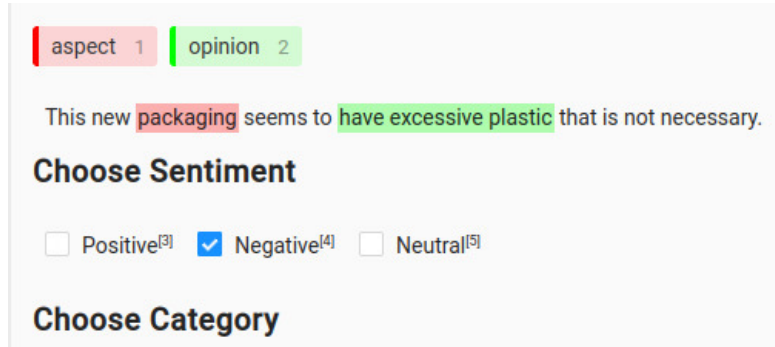 aspect 1 opinion 2
This new packaging seems to have excessive plastic that is not necessary.
Choose Sentiment
Positive[3] Negative[4] Neutral[5]
Choose Category